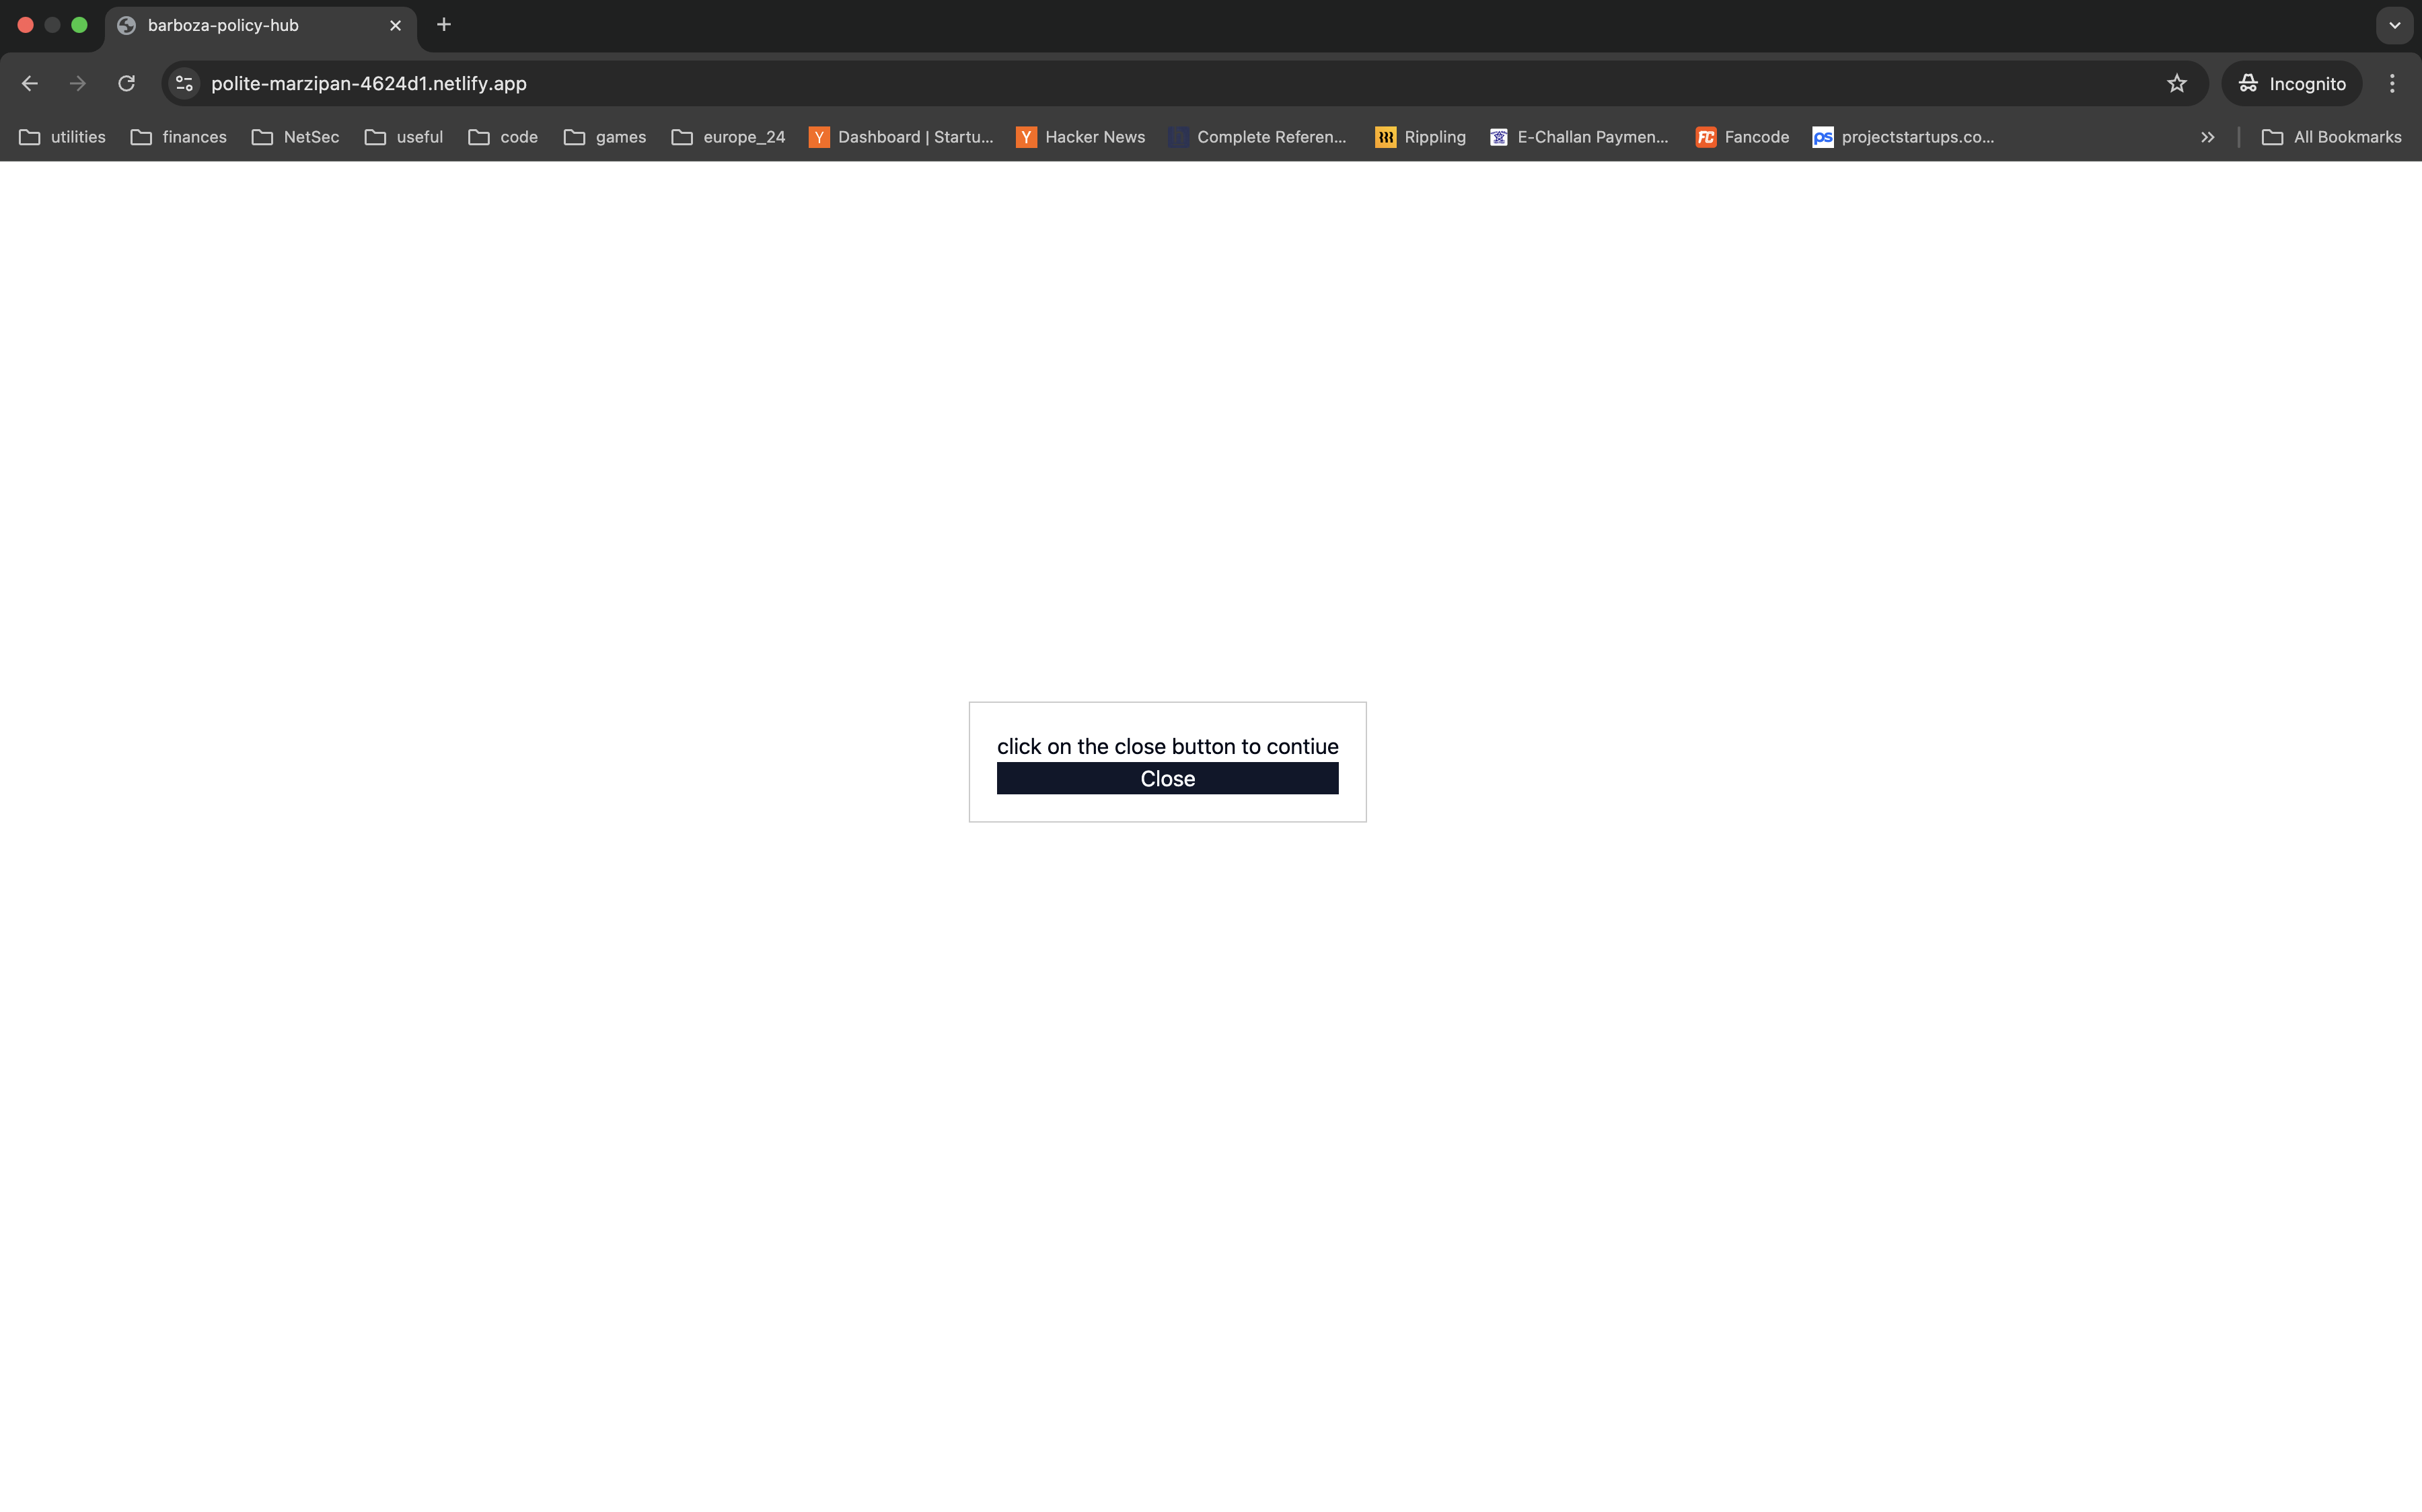 barboza-policy-hub
polite-marzipan-4624d1.netlify.app
Incognito
utilities
finances
NetSec
useful
code
games
europe_24
Y Dashboard | Startu...
Y Hacker News
Complete Referen...
Rippling
E-Challan Paymen...
FC Fancode
ps projectstartups.co...
All Bookmarks
click on the close button to contiue
Close